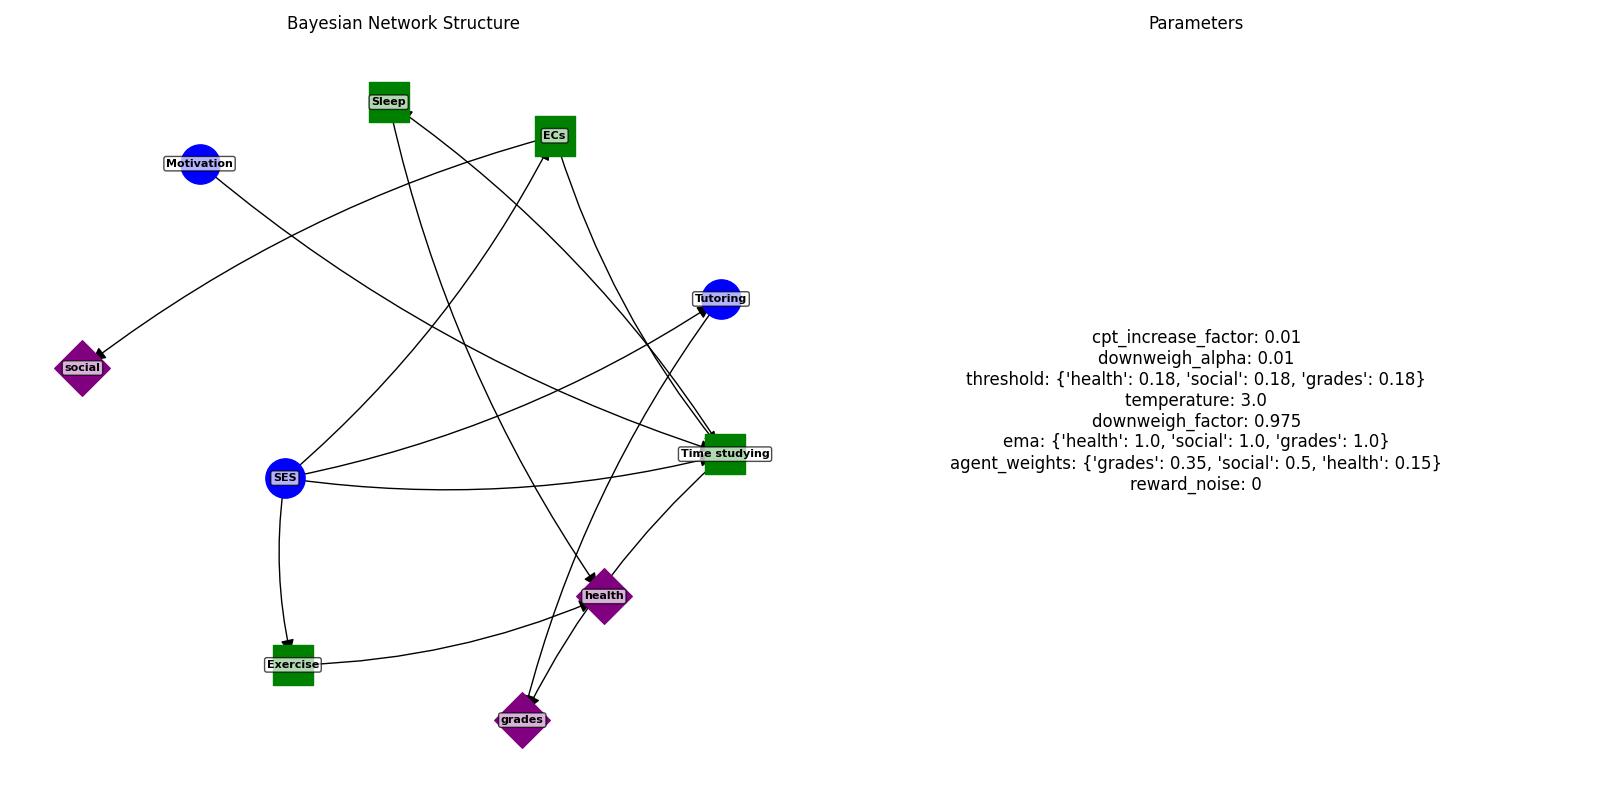 Bayesian Network Structure
Parameters
Sleep
ECs
Motivation
Tutoring
social
Time studying
SES
health
Exercise
grades
cpt_increase_factor: 0.01
downweigh_alpha: 0.01
threshold: {'health': 0.18, 'social': 0.18, 'grades': 0.18}
temperature: 3.0
downweigh_factor: 0.975
ema: {'health': 1.0, 'social': 1.0, 'grades': 1.0}
agent_weights: {'grades': 0.35, 'social': 0.5, 'health': 0.15}
reward_noise: 0